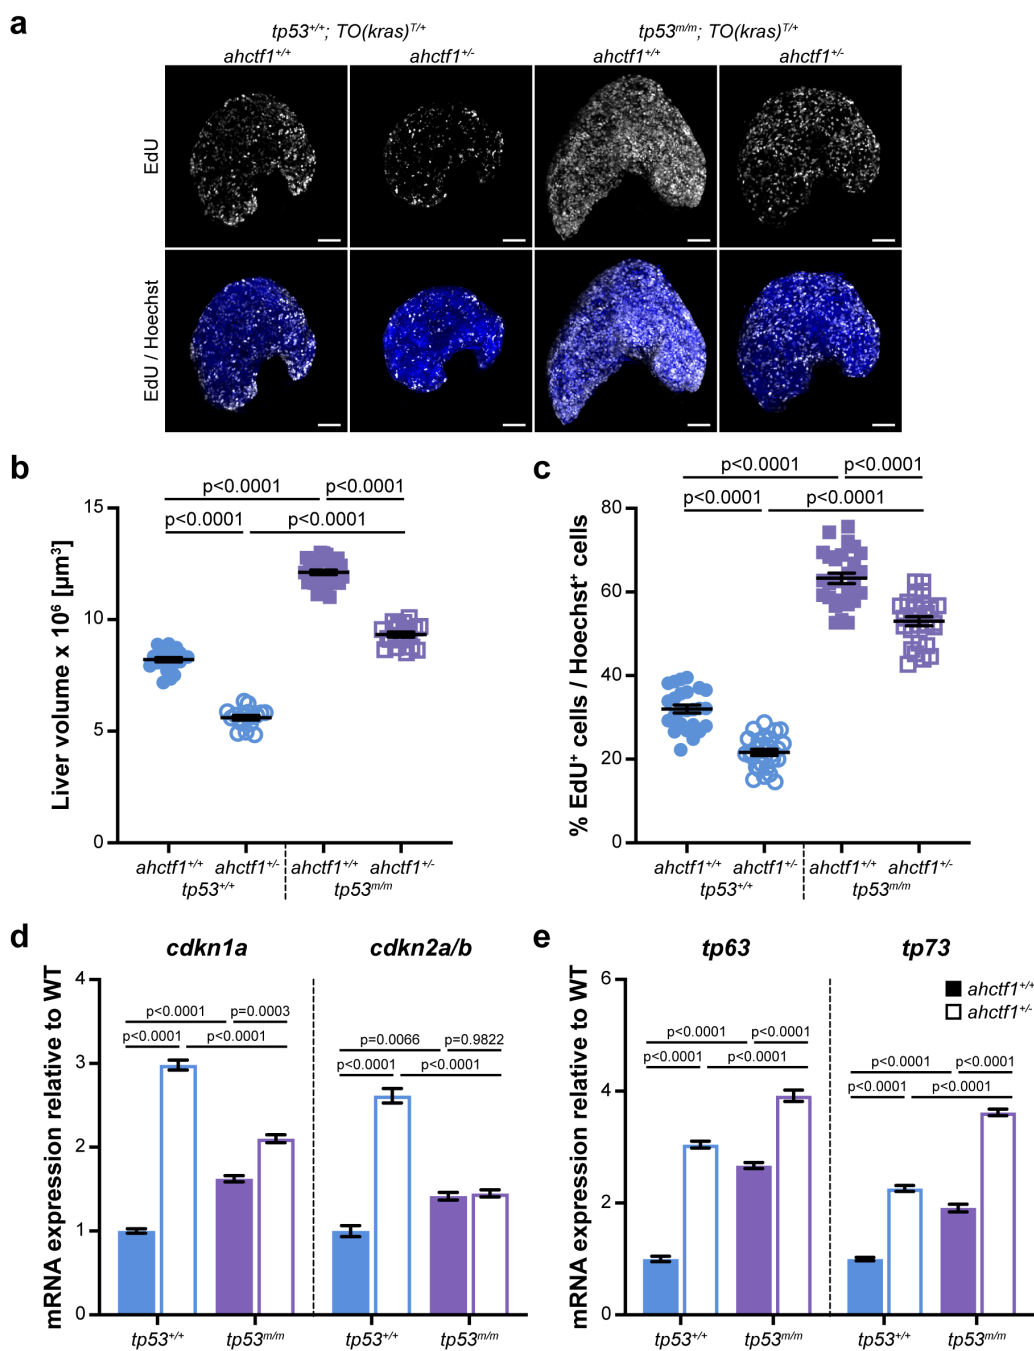 a
tp53+/+; TO(kras)T/+ tp53m/m; TO(kras)T/+
ahctf1+/+ ahctf1+/- ahctf1+/+ ahctf1+/-
EdU
EdU / Hoechst
b
p<0.0001 p<0.0001
p<0.0001 p<0.0001
Liver volume x 10⁶ [µm³]
15
10
5
0
ahctf1+/+ ahctf1+/- ahctf1+/+ ahctf1+/-
tp53+/+ tp53m/m
c
p<0.0001 p<0.0001
p<0.0001 p<0.0001
% EdU⁺ cells / Hoechst⁺ cells
80
60
40
20
0
ahctf1+/+ ahctf1+/- ahctf1+/+ ahctf1+/-
tp53+/+ tp53m/m
d
cdkn1a cdkn2a/b
mRNA expression relative to WT
4
3
2
1
0
p<0.0001 p=0.0003
p<0.0001 p<0.0001
p=0.0066 p=0.9822
p<0.0001 p<0.0001
tp53+/+ tp53m/m tp53+/+ tp53m/m
e
tp63 tp73
ahctf1+/+
ahctf1+/-
mRNA expression relative to WT
6
4
2
0
p<0.0001 p<0.0001
p<0.0001 p<0.0001
p<0.0001 p<0.0001
p<0.0001 p<0.0001
tp53+/+ tp53m/m tp53+/+ tp53m/m